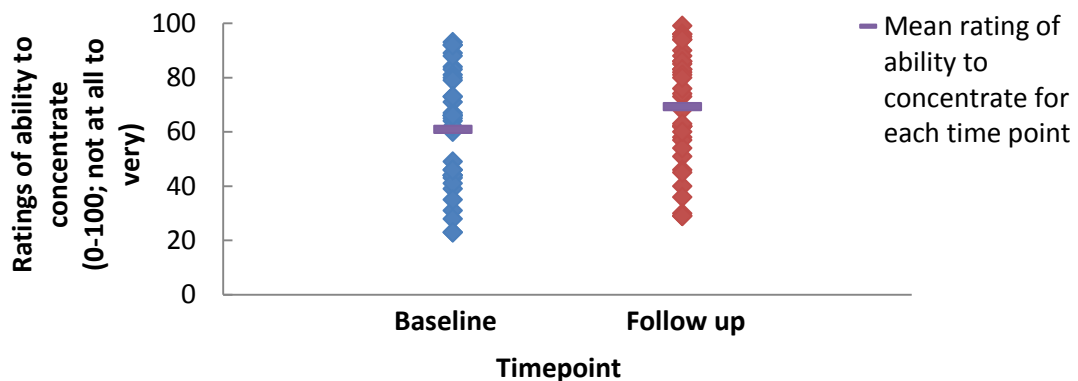 Ratings of ability to
concentrate
(0-100; not at all to
very)
100
80
60
40
20
0
Baseline
Follow up
Timepoint
Mean rating of
ability to
concentrate for
each time point